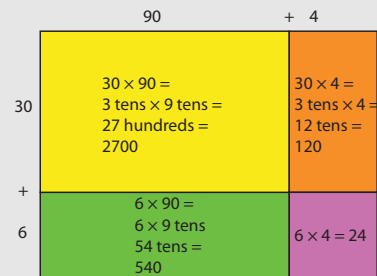 90 + 4
30
30 × 90 =
3 tens × 9 tens =
27 hundreds =
2700
30 × 4 =
3 tens × 4 =
12 tens =
120
+
6
6 × 90 =
6 × 9 tens
54 tens =
540
6 × 4 = 24